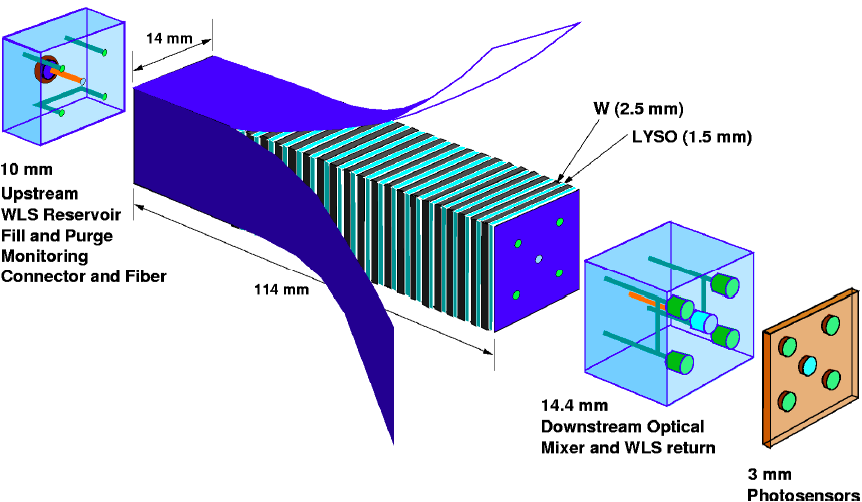 14 mm
W (2.5 mm)
LYSO (1.5 mm)
10 mm
Upstream
WLS Reservoir
Fill and Purge
Monitoring
Connector and Fiber
114 mm
14.4 mm
Downstream Optical
Mixer and WLS return
3 mm
Photosensors